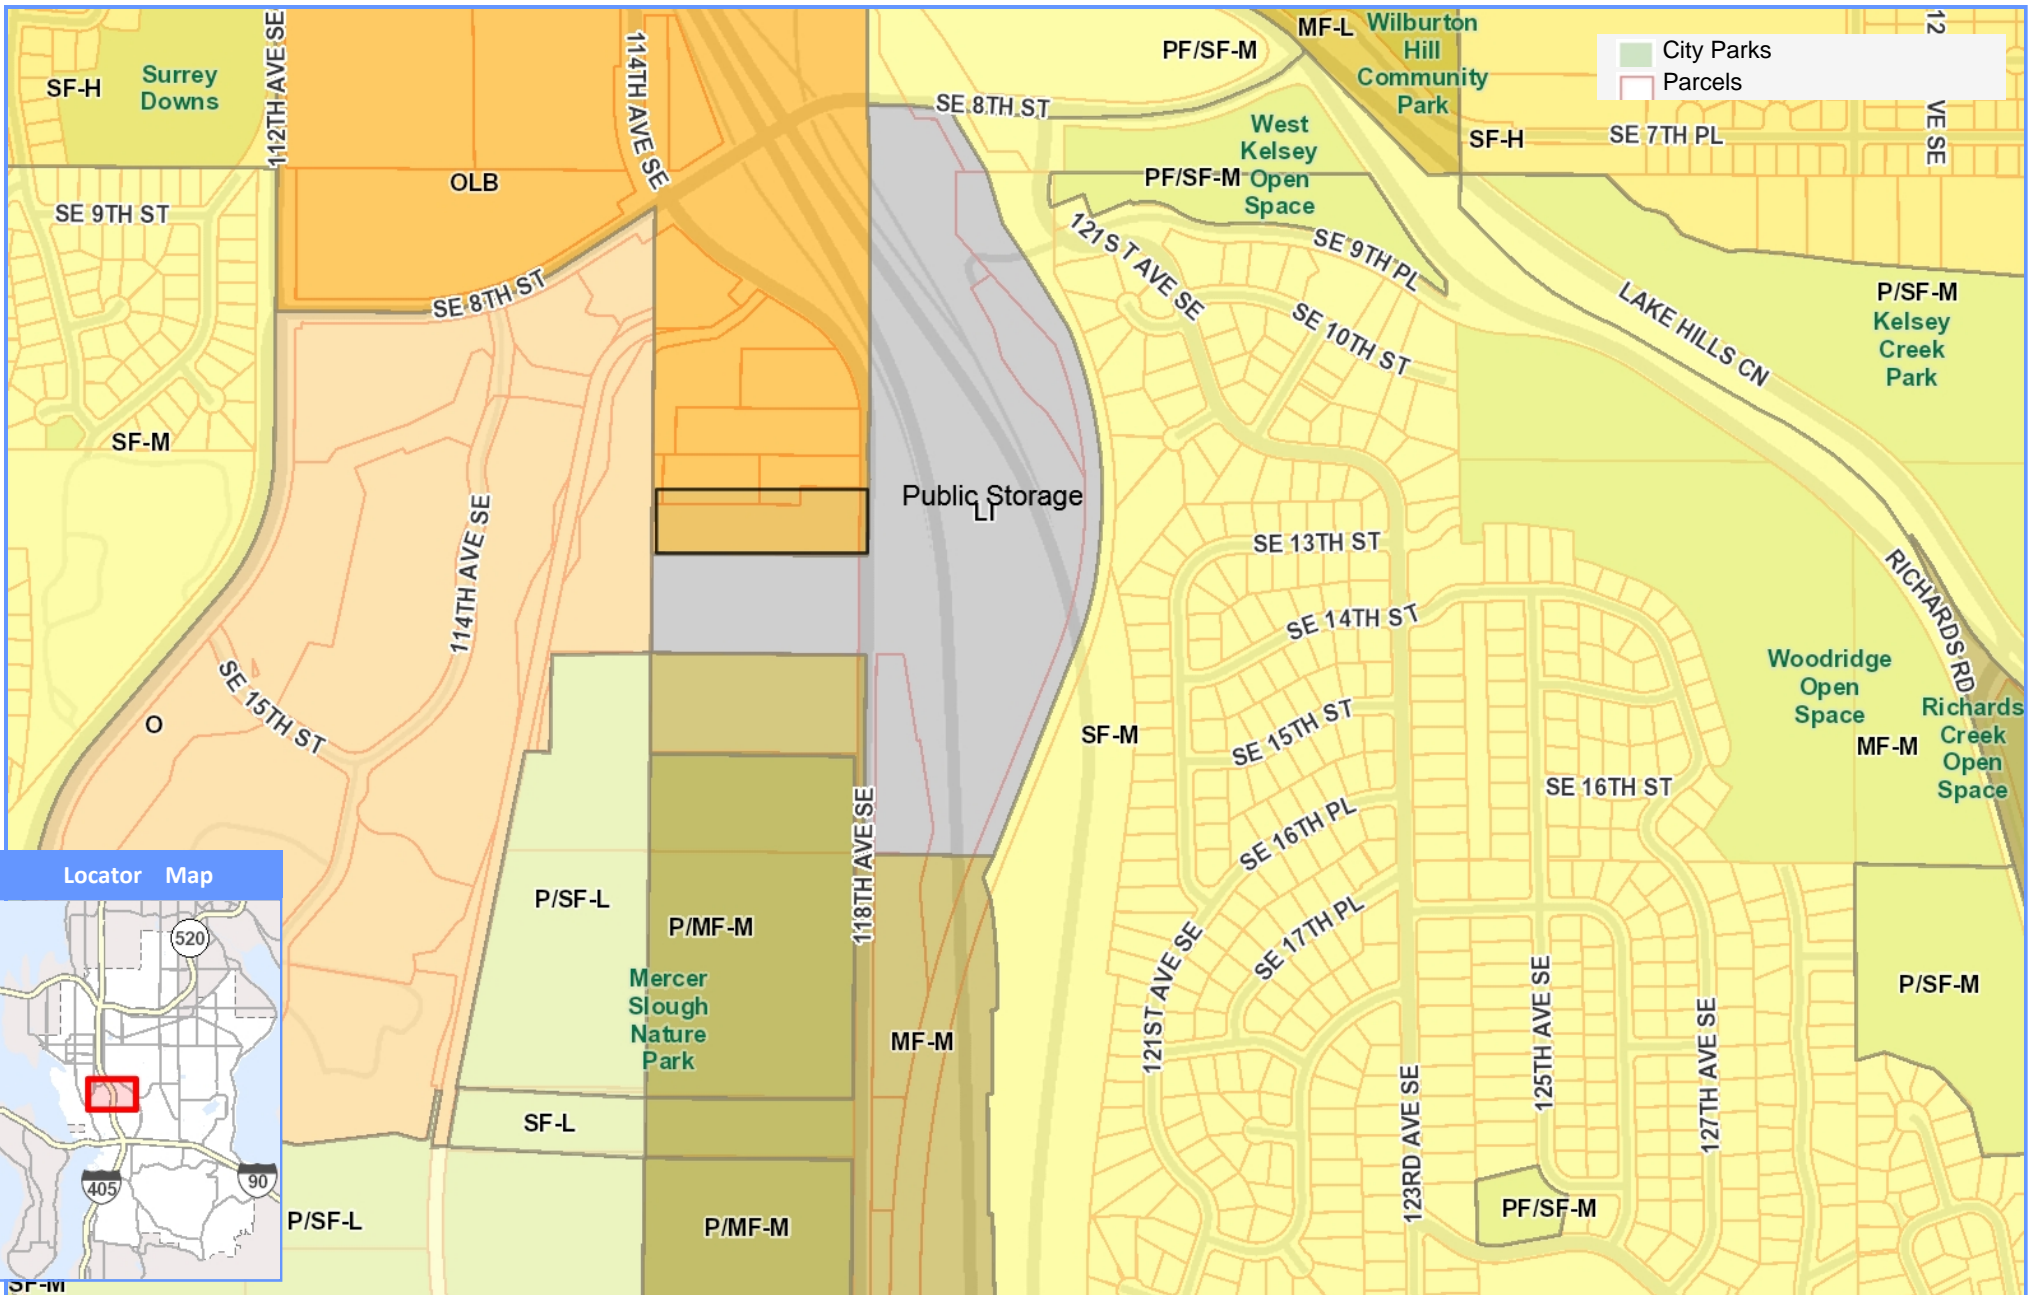 City Parks
Parcels
SF-H
Surrey
Downs
112TH AVE SE
114TH AVE SE
PF/SF-M
MF-L
Wilburton
Hill
Community
Park
SE 8TH ST
West
Kelsey
Open
Space
PF/SF-M
SF-H
SE 7TH PL
12
VE SE
OLB
SE 9TH ST
SE 8TH ST
121S T AVE SE
SE 9TH PL
SE 10TH ST
LAKE HILLS CN
P/SF-M
Kelsey
Creek
Park
SF-M
Public Storage
LI
114TH AVE SE
SE 13TH ST
SE 14TH ST
RICHARDS RD
SE 15TH ST
O
SF-M
SE 15TH ST
Woodridge
Open
Space
MF-M
Richards
Creek
Open
Space
SE 16TH ST
SE 16TH PL
118TH AVE SE
P/SF-L
P/MF-M
Mercer
Slough
Nature
Park
MF-M
SE 17TH PL
121ST AVE SE
123RD AVE SE
125TH AVE SE
127TH AVE SE
P/SF-M
SF-L
P/SF-L
P/MF-M
PF/SF-M
Locator Map
520
405
90
SF-M